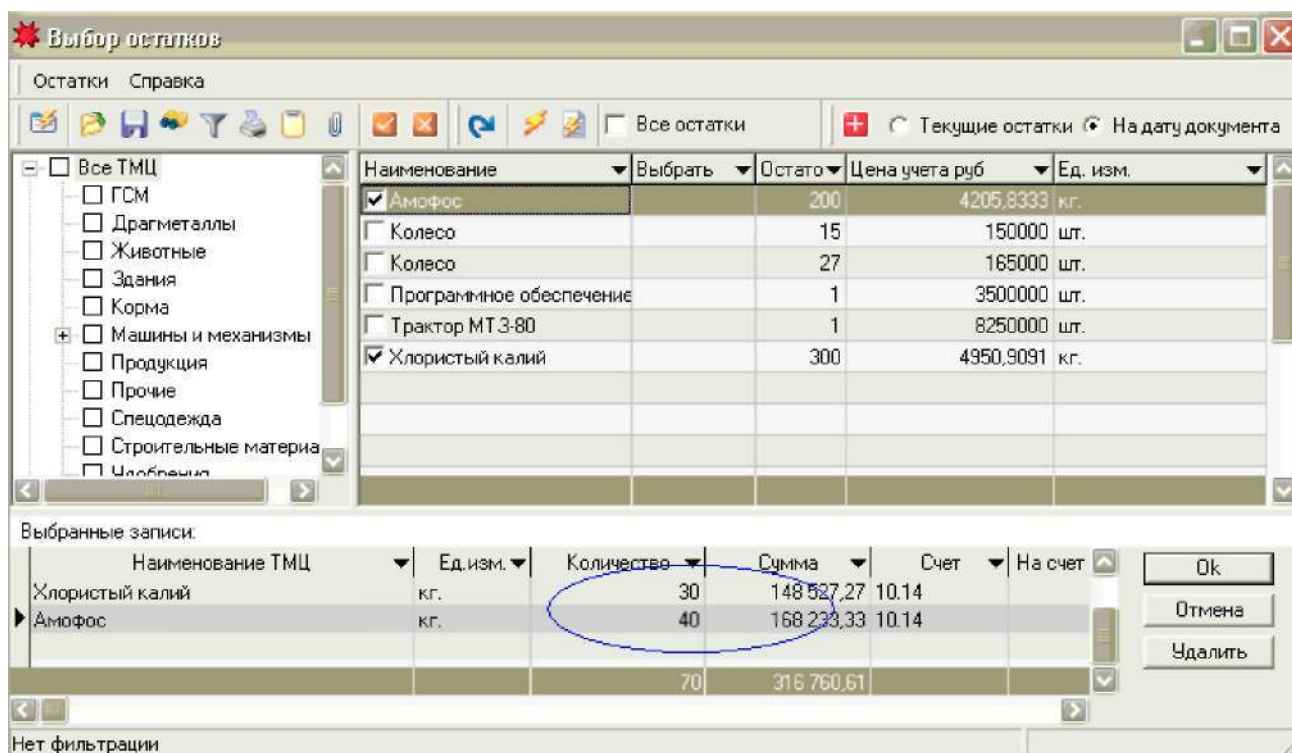 Выбор остатков
Остатки Справка
Все остатки Текущие остатки На дату документа
Все ТМЦ
ГСМ
Драгметаллы
Животные
Здания
Корма
Машины и механизмы
Продукция
Прочие
Спецодежда
Строительные материа
Удобрения
Наименование Выбрать Остато Цена учета руб Ед. изм.
Амофос 200 4205,8333 кг.
Колесо 15 150000 шт.
Колесо 27 165000 шт.
Программное обеспечение 1 3500000 шт.
Трактор МТЗ-80 1 8250000 шт.
Хлористый калий 300 4950,9091 кг.
Выбранные записи:
Наименование ТМЦ Ед.изм. Количество Сумма Счет На счет
Хлористый калий кг. 30 148 527,27 10.14
Амофос кг. 40 168 233,33 10.14
70 316 760,61
Ok
Отмена
Удалить
Нет фильтрации